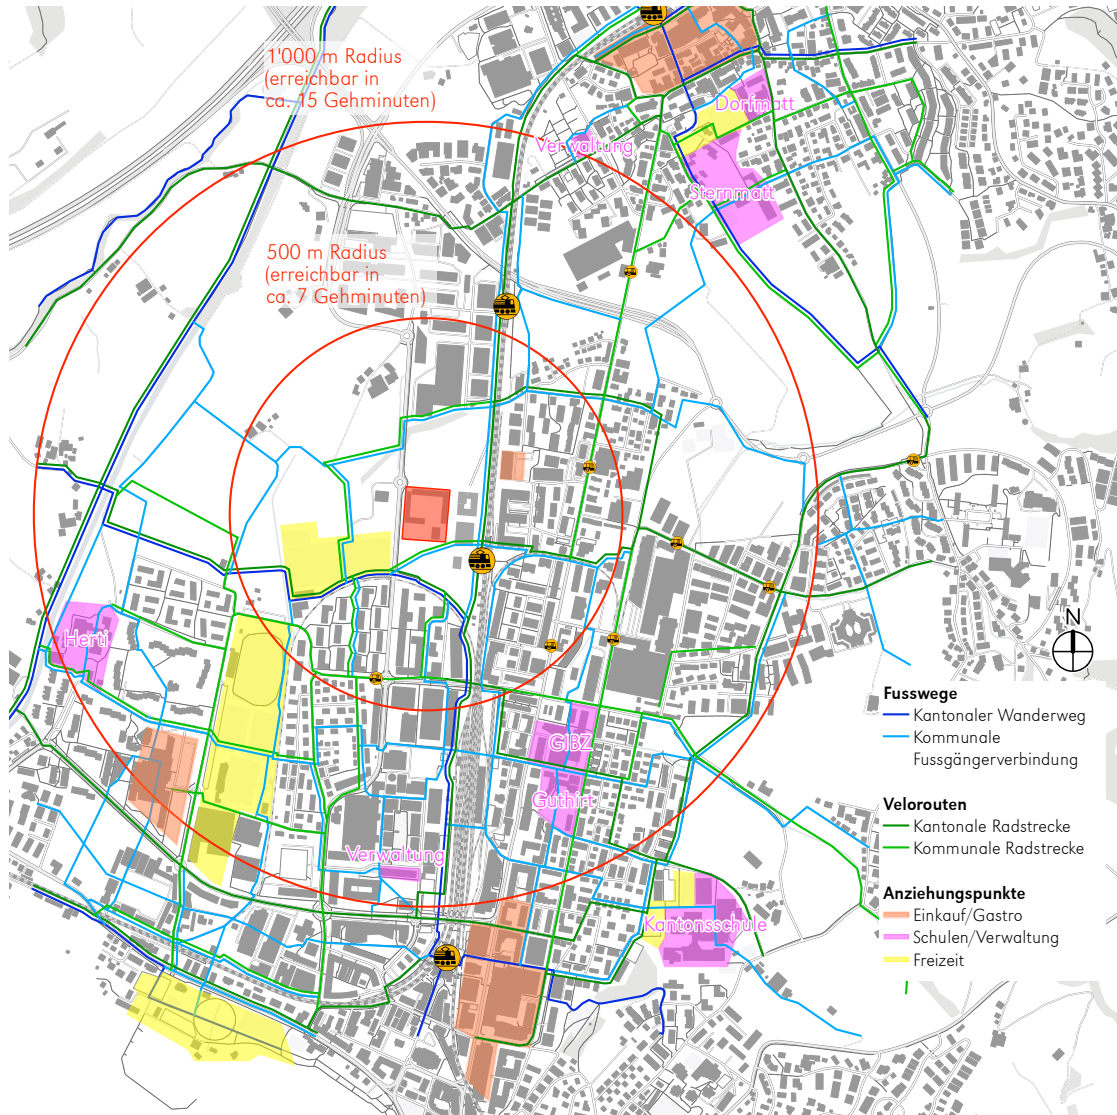 1'000 m Radius
(erreichbar in
ca. 15 Gehminuten)
Dorfmatt
Verwaltung
Sternmatt
500 m Radius
(erreichbar in
ca. 7 Gehminuten)
Herti
GIBZ
Guthirt
Verwaltung
Kantonsschule
N
Fusswege
Kantonaler Wanderweg
Kommunale
Fussgängerverbindung
Velorouten
Kantonale Radstrecke
Kommunale Radstrecke
Anziehungspunkte
Einkauf/Gastro
Schulen/Verwaltung
Freizeit